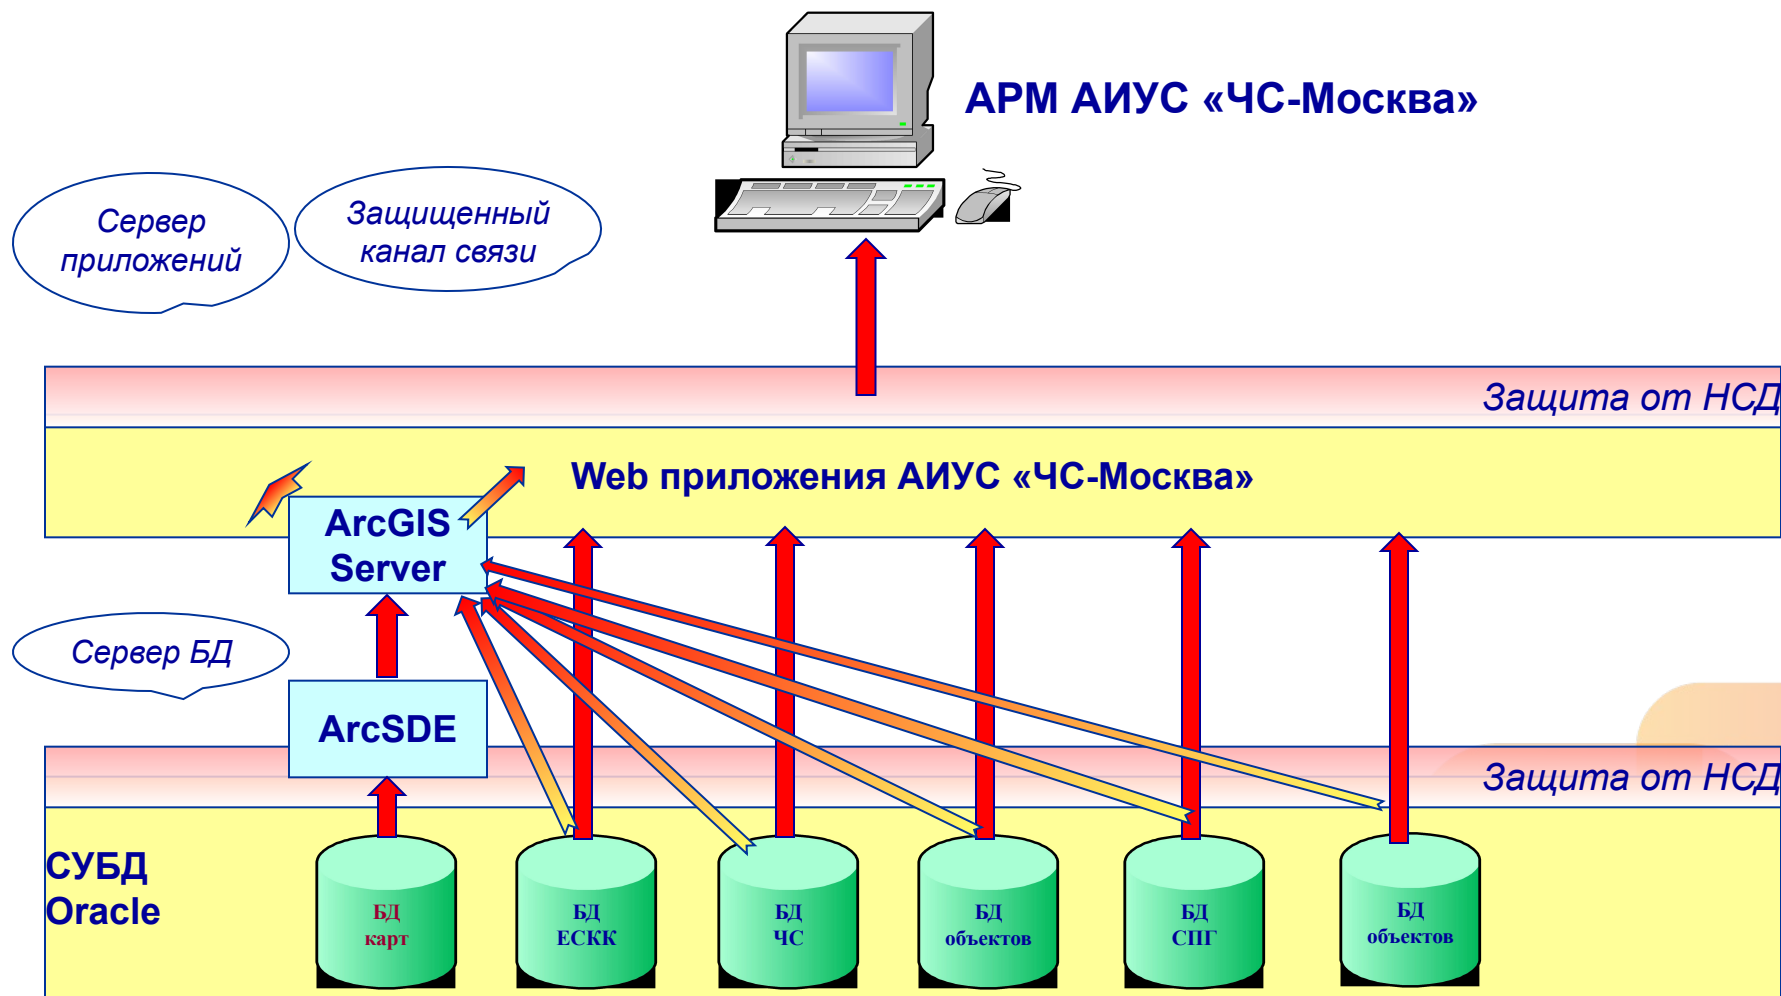 АРМ АИУС «ЧС-Москва»
Сервер
приложений
Защищенный
канал связи
Защита от НСД
Web приложения АИУС «ЧС-Москва»
ArcGIS
Server
Сервер БД
ArcSDE
Защита от НСД
СУБД
Oracle
БД
карт
БД
ЕСКК
БД
ЧС
БД
объектов
БД
СПГ
БД
объектов